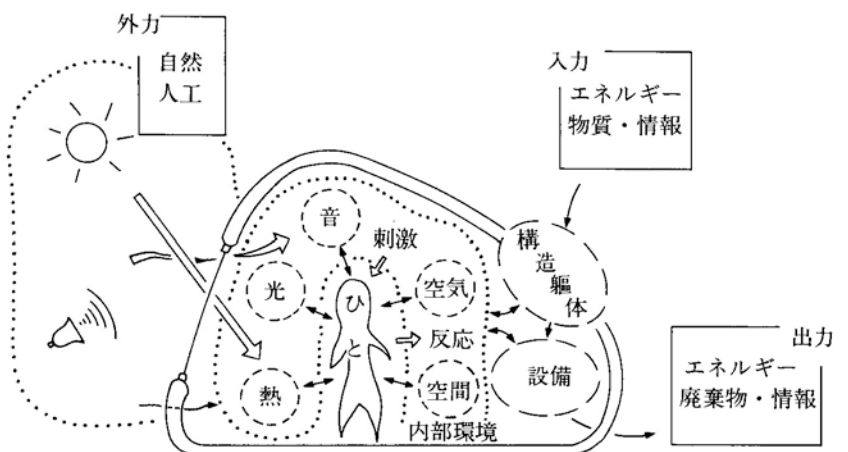 外力
自然
人工
入力
エネルギー
物質・情報
音
刺激
構造躯体
光
ひと
空気
反応
熱
空間
設備
内部環境
出力
エネルギー
廃棄物・情報